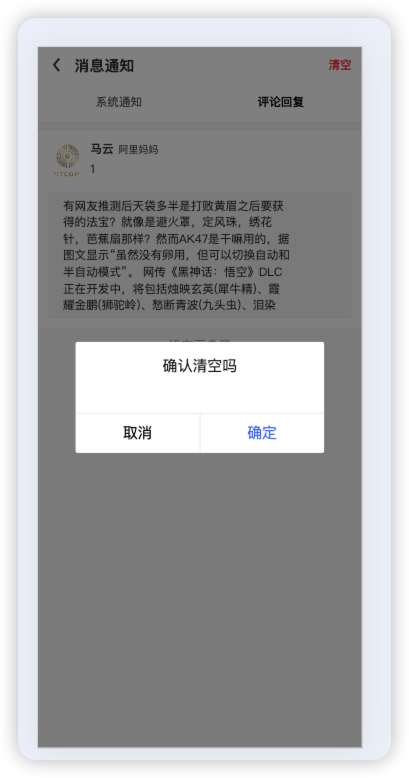 消息通知
清空
系统通知
评论回复
马云 阿里妈妈
1
有网友推测后天袋多半是打败黄眉之后要获
得的法宝？就像是避火罩，定风珠，绣花
针，芭蕉扇那样？然而AK47是干嘛用的，据
图文显示“虽然没有卵用，但可以切换自动和
半自动模式”。 网传《黑神话：悟空》DLC
正在开发中，将包括烛映玄英(犀牛精)、霞
耀金鹏(狮驼岭)、愁断青波(九头虫)、泪染
确认清空吗
取消
确定